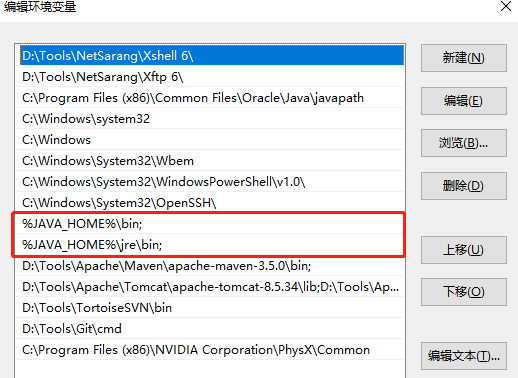 编辑环境变量
D:\Tools\NetSarang\Xshell 6\
D:\Tools\NetSarang\Xftp 6\
C:\Program Files (x86)\Common Files\Oracle\Java\javapath
C:\Windows\system32
C:\Windows
C:\Windows\System32\Wbem
C:\Windows\System32\WindowsPowerShell\v1.0\
C:\Windows\System32\OpenSSH\
%JAVA_HOME%\bin;
%JAVA_HOME%\jre\bin;
D:\Tools\Apache\Maven\apache-maven-3.5.0\bin;
D:\Tools\Apache\Tomcat\apache-tomcat-8.5.34\lib;D:\Tools\Ap...
D:\Tools\TortoiseSVN\bin
D:\Tools\Git\cmd
C:\Program Files (x86)\NVIDIA Corporation\PhysX\Common
新建(N)
编辑(E)
浏览(B)...
删除(D)
上移(U)
下移(O)
编辑文本(T)...